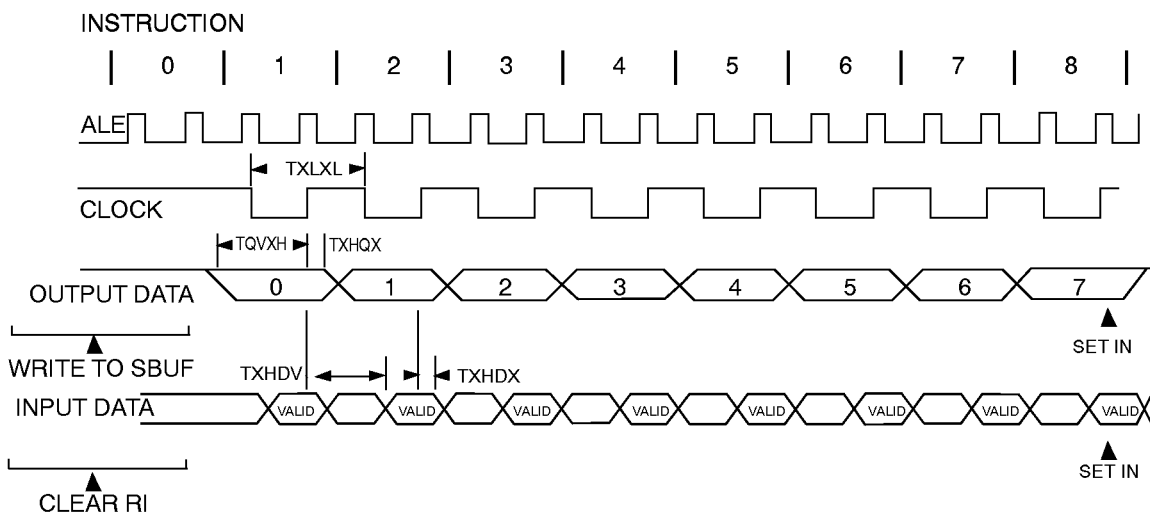 INSTRUCTION
| 0 | 1 | 2 | 3 | 4 | 5 | 6 | 7 | 8 |
ALE
TXLXL
CLOCK
TQVXH TXHQX
OUTPUT DATA 0 1 2 3 4 5 6 7
SET IN
WRITE TO SBUF
TXHDV TXHDX
INPUT DATA VALID VALID VALID VALID VALID VALID VALID VALID
SET IN
CLEAR RI